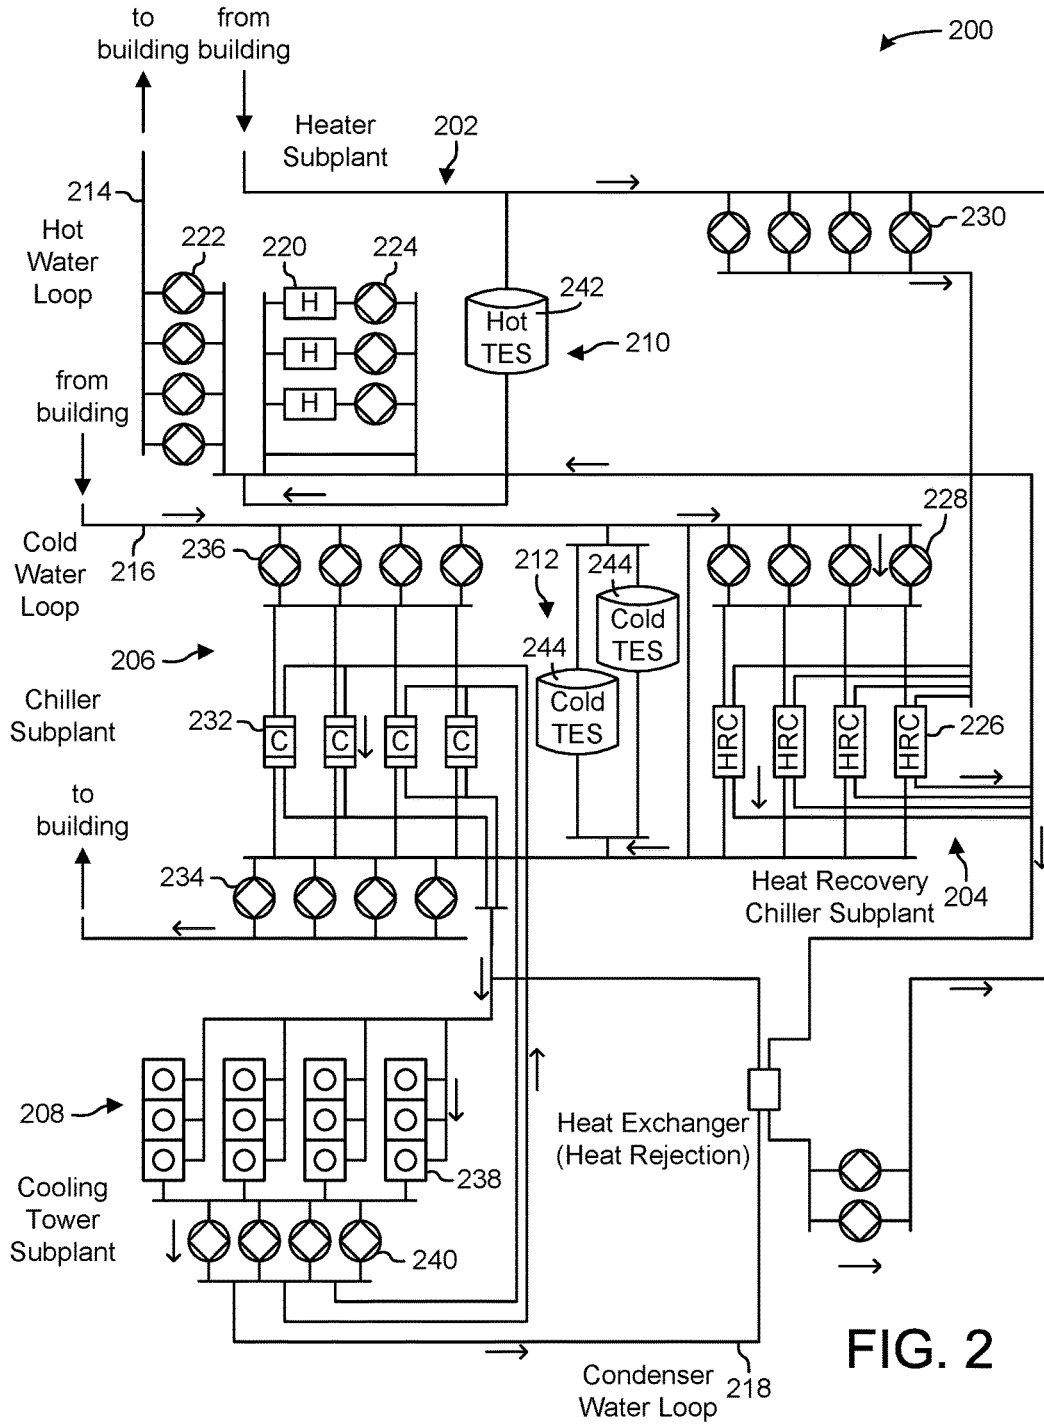 to
building
from
building
200
Heater
Subplant
202
214
Hot
Water
Loop
222
220
224
230
H
H
H
Hot
TES
242
210
from
building
Cold
Water
Loop
216
236
212
244
Cold
TES
244
Cold
TES
228
206
Chiller
Subplant
232
C
C
C
C
HRC
HRC
HRC
HRC
226
to
building
234
Heat Recovery
Chiller Subplant
204
208
Cooling
Tower
Subplant
238
240
Heat Exchanger
(Heat Rejection)
Condenser
Water Loop
218
FIG. 2